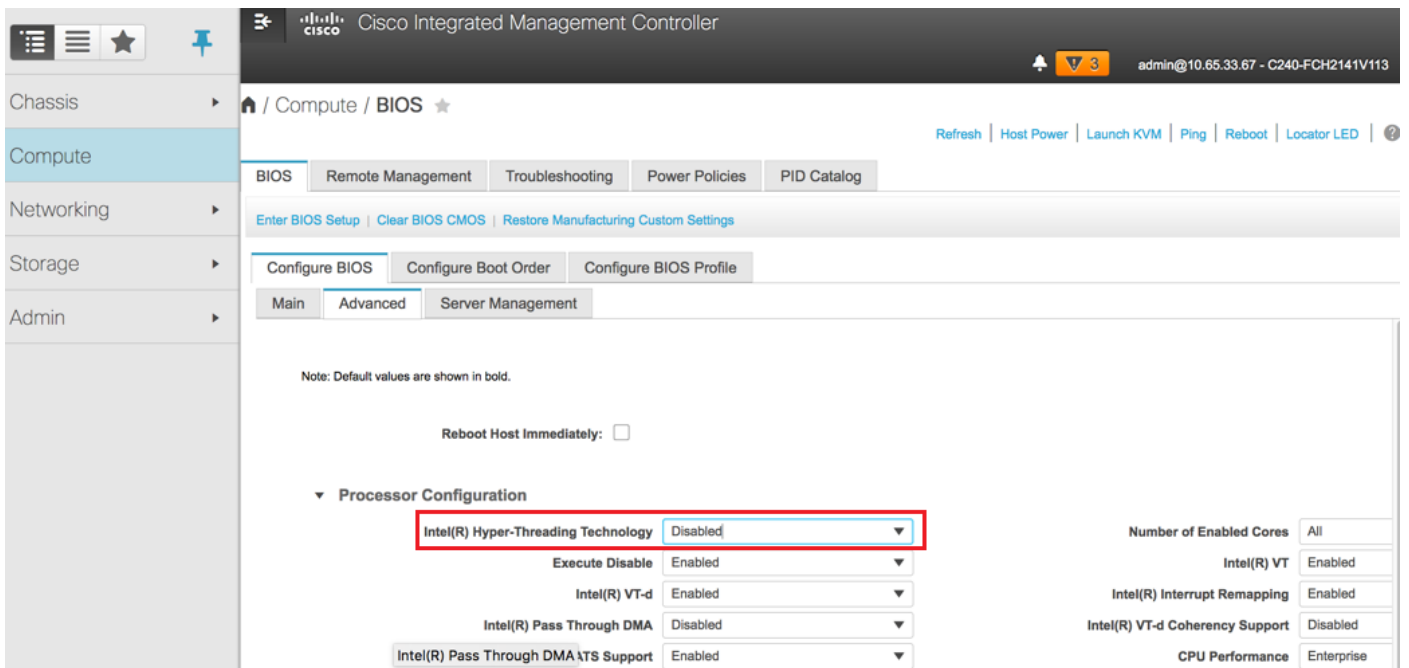 cisco
Cisco Integrated Management Controller
3
admin@10.65.33.67 - C240-FCH2141V113
Chassis
Compute
Networking
Storage
Admin
/ Compute / BIOS
Refresh | Host Power | Launch KVM | Ping | Reboot | Locator LED | ?
BIOS Remote Management Troubleshooting Power Policies PID Catalog
Enter BIOS Setup | Clear BIOS CMOS | Restore Manufacturing Custom Settings
Configure BIOS Configure Boot Order Configure BIOS Profile
Main Advanced Server Management
Note: Default values are shown in bold.
Reboot Host Immediately:
Processor Configuration
Intel(R) Hyper-Threading Technology Disabled Number of Enabled Cores All
Execute Disable Enabled Intel(R) VT Enabled
Intel(R) VT-d Enabled Intel(R) Interrupt Remapping Enabled
Intel(R) Pass Through DMA Disabled Intel(R) VT-d Coherency Support Disabled
Intel(R) Pass Through DMA ATS Support Enabled CPU Performance Enterprise